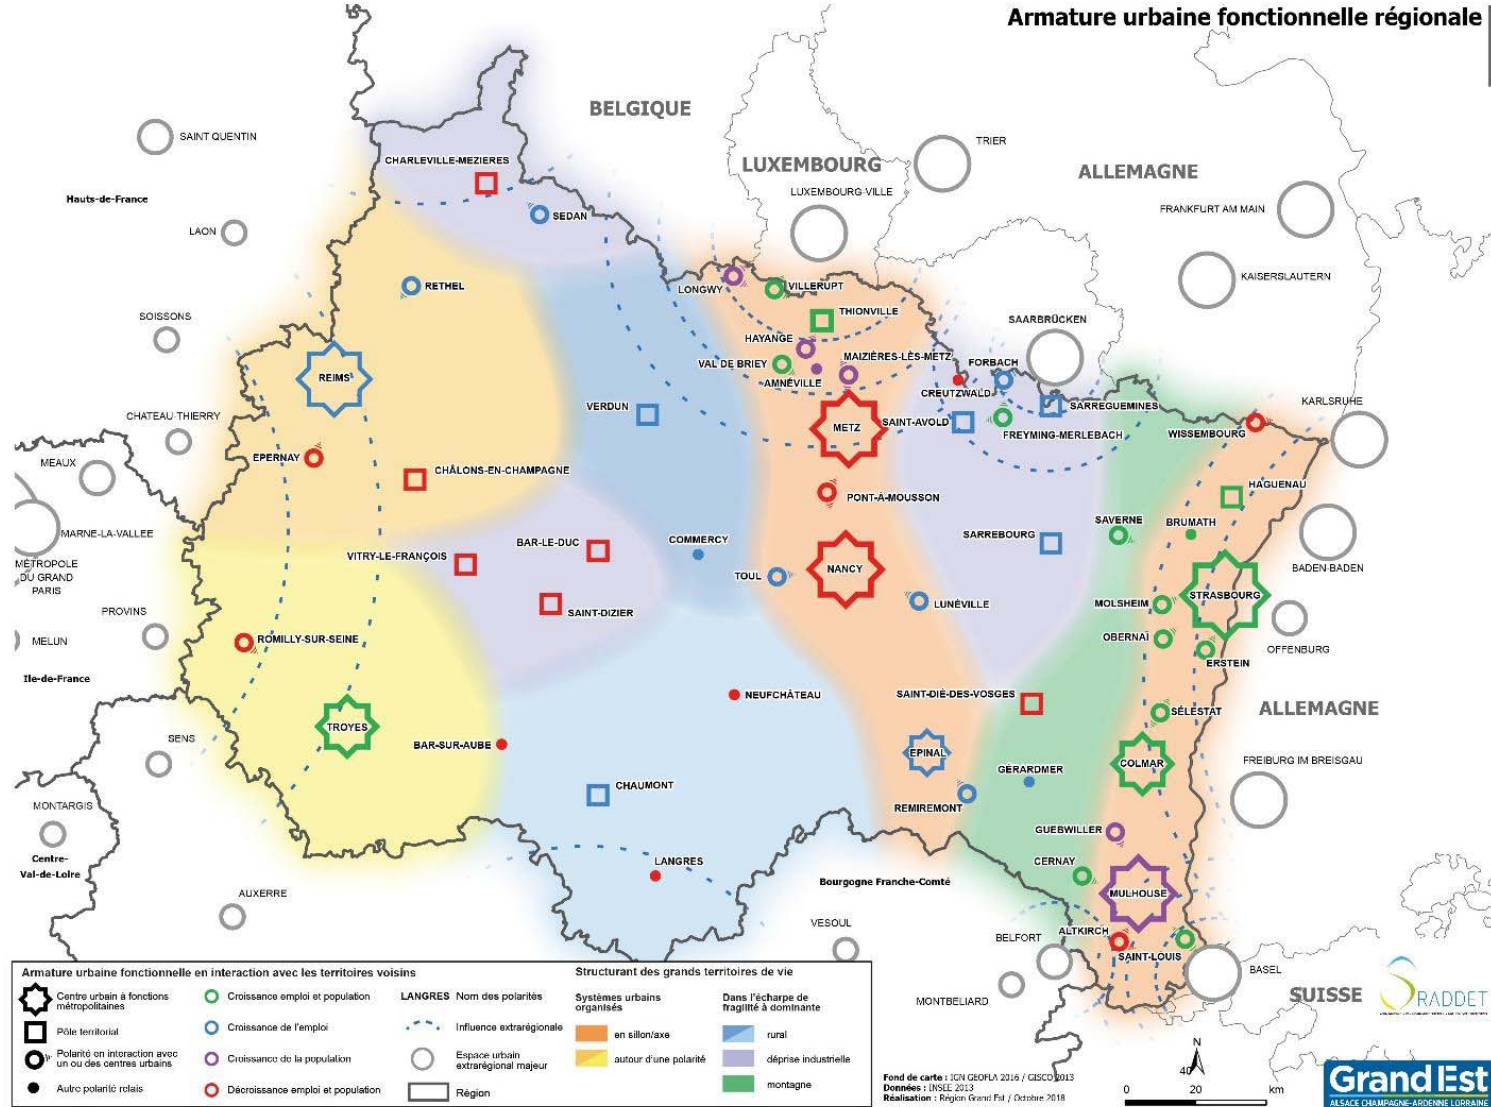 Armature urbaine fonctionnelle régionale
BELGIQUE
SAINT QUENTIN
TRIER
CHARLEVILLE-MEZIERES
LUXEMBOURG
ALLEMAGNE
LUXEMBOURG-VILLE
Hauts-de-France
FRANKFURT AM MAIN
SEDAN
LAON
KAISERSLAUTERN
RETHEL
LONGWY
VILLERUPT
THIONVILLE
SOISSONS
SAARBRÜCKEN
HAYANGE
MAIZIÈRES-LÈS-METZ
VAL DE BRIEY
FORBACH
REIMS
AMNÉVILLE
CREUTZWALD
KARLSRUHE
VERDUN
SARREGUEMINES
CHATEAU-THIERRY
METZ
SAINT-AVOLD
FREYMING-MERLEBACH
WISSEMBOURG
EPERNAY
MEAUX
CHÂLONS-EN-CHAMPAGNE
HAGUENAU
PONT-À-MOUSSON
SAVERNE
BRUMATH
MARNE-LA-VALLEE
SARREBOURG
BAR-LE-DUC
COMMERCY
VITRY-LE-FRANÇOIS
MÉTROPOLE
DU GRAND
PARIS
NANCY
BADEN-BADEN
TOUL
STRASBOURG
LUNÉVILLE
MOLSHEIM
PROVINS
SAINT-DIZIER
OBERNAÎ
MELUN
ROMILLY-SUR-SEINE
OFFENBURG
ERSTEIN
Ile-de-France
NEUFCHÂTEAU
SAINT-DIÉ-DES-VOSGES
ALLEMAGNE
SÉLESTAT
TROYES
SENS
BAR-SUR-AUBE
EPINAL
FREIBURG IM BREISGAU
COLMAR
GÉRARDMER
CHAUMONT
MONTARGIS
REMIREMONT
GUEBWILLER
Centre-
Val-de-Loire
LANGRES
CERNAY
Bourgogne Franche-Comté
AUXERRE
MULHOUSE
VESOUL
ALTKIRCH
BELFORT
SAINT-LOUIS
BASEL
MONTBELIARD
SUISSE
SRADDET
Armature urbaine fonctionnelle en interaction avec les territoires voisins
Centre urbain à fonctions
métropolitaines
Pôle territorial
Polarité en interaction avec
un ou des centres urbains
Autre polarité relais
Croissance emploi et population
Croissance de l'emploi
Croissance de la population
Décroissance emploi et population
LANGRES Nom des polarités
Influence extrarégionale
Espace urbain
extrarégional majeur
Région
Structurant des grands territoires de vie
Systèmes urbains
organisés
en sillon/axe
autour d'une polarité
Dans l'écharpe de
fragilité à dominante
rural
déprise industrielle
montagne
Fond de carte : IGN GEOFLA 2016 / GISCO 2013
Données : INSEE 2013
Réalisation : Région Grand Est / Octobre 2018
N
40
0 20 km
GrandEst
ALSACE CHAMPAGNE-ARDENNE LORRAINE